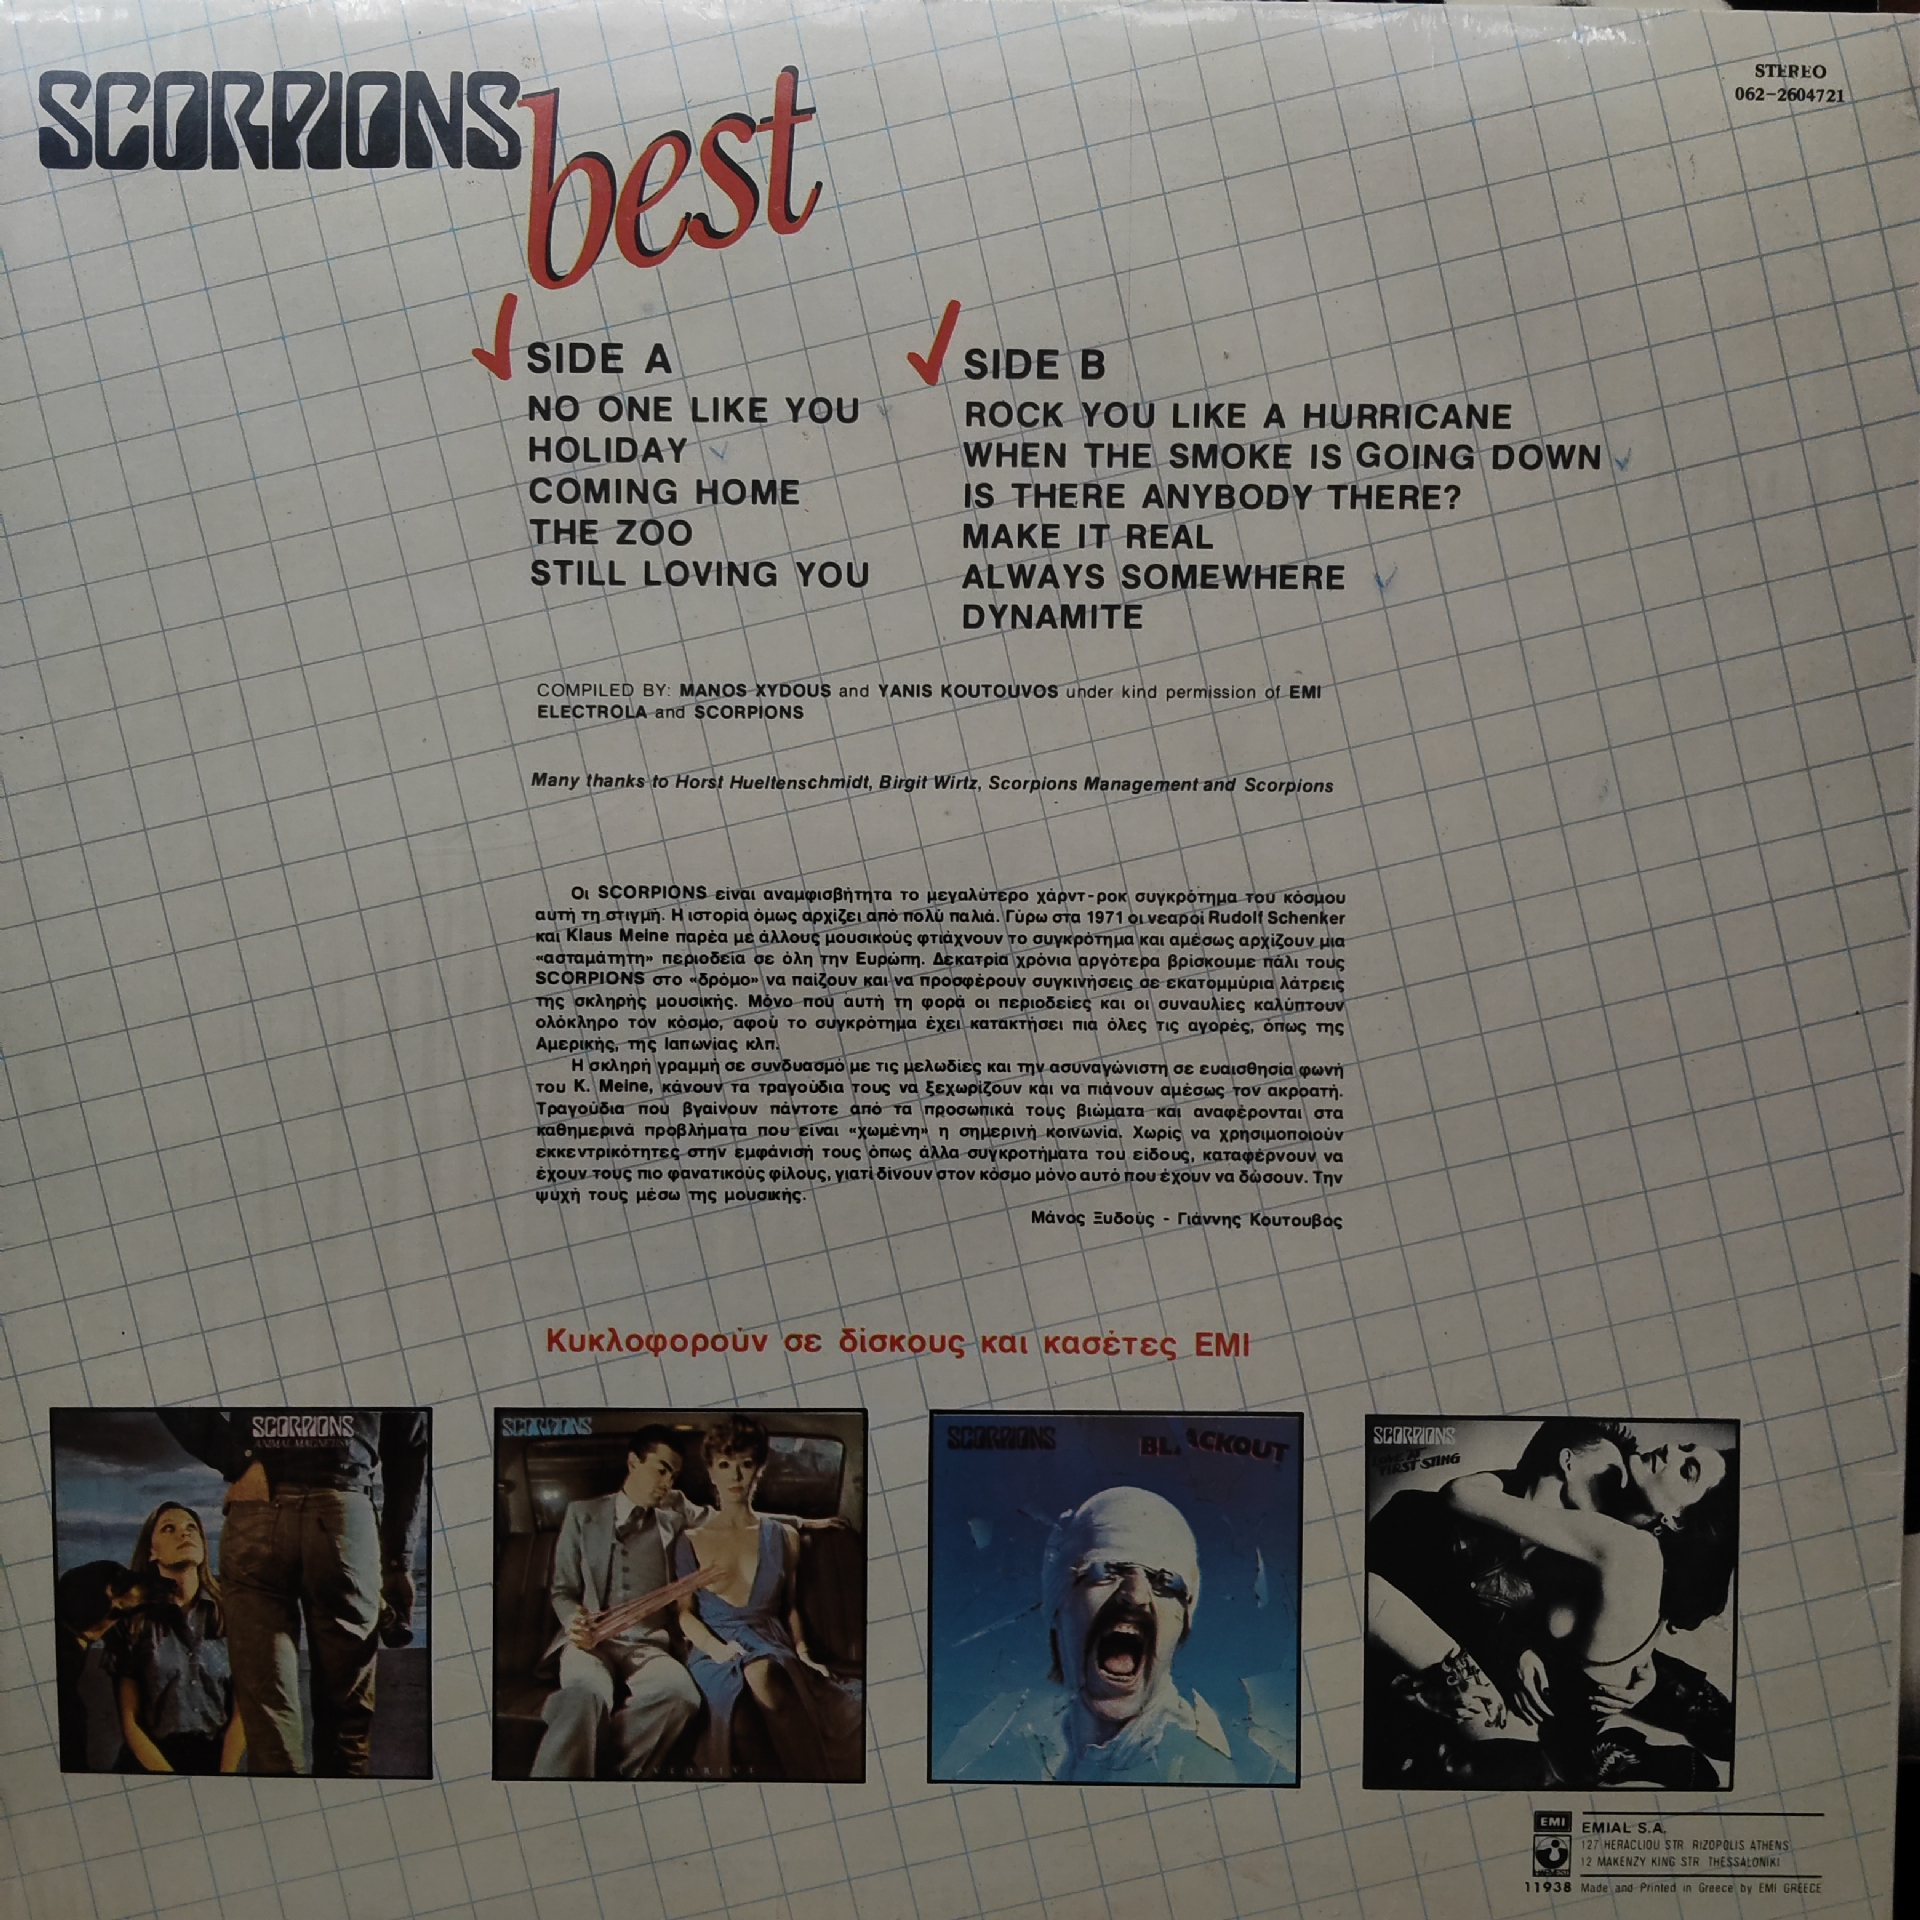 SCORPIONS best
STEREO
062-2604721
SIDE A
NO ONE LIKE YOU
HOLIDAY
COMING HOME
THE ZOO
STILL LOVING YOU
SIDE B
ROCK YOU LIKE A HURRICANE
WHEN THE SMOKE IS GOING DOWN
IS THERE ANYBODY THERE?
MAKE IT REAL
ALWAYS SOMEWHERE
DYNAMITE
COMPILED BY: MANOS XYDOUS and YANIS KOUTOUVOS under kind permission of EMI
ELECTROLA and SCORPIONS
Many thanks to Horst Hueltenschmidt, Birgit Wirtz, Scorpions Management and Scorpions
Οι SCORPIONS είναι αναμφισβήτητα το μεγαλύτερο χάρντ-ροκ συγκρότημα του κόσμου
αυτή τη στιγμή. Η ιστορία όμως αρχίζει από πολύ παλιά. Γύρω στα 1971 οι νεαροί Rudolf Schenker
και Klaus Meine παρέα με άλλους μουσικούς φτιάχνουν το συγκρότημα και αμέσως αρχίζουν μια
«ασταμάτητη» περιοδεία σε όλη την Ευρώπη. Δεκατρία χρόνια αργότερα βρίσκουμε πάλι τους
SCORPIONS στο «δρόμο» να παίζουν και να προσφέρουν συγκινήσεις σε εκατομμύρια λάτρεις
της σκληρής μουσικής. Μόνο που αυτή τη φορά οι περιοδείες και οι συναυλίες καλύπτουν
ολόκληρο τον κόσμο, αφού το συγκρότημα έχει κατακτήσει πια όλες τις αγορές, όπως της
Αμερικής, της Ιαπωνίας κλπ.
Η σκληρή γραμμή σε συνδυασμό με τις μελωδίες και την ασυναγώνιστη σε ευαισθησία φωνή
του K. Meine, κάνουν τα τραγούδια τους να ξεχωρίζουν και να πιάνουν αμέσως τον ακροατή.
Τραγούδια που βγαίνουν πάντοτε από τα προσωπικά τους βιώματα και αναφέρονται στα
καθημερινά προβλήματα που είναι «χωμένη» η σημερινή κοινωνία. Χωρίς να χρησιμοποιούν
εκκεντρικότητες στην εμφάνισή τους όπως άλλα συγκροτήματα του είδους, καταφέρνουν να
έχουν τους πιο φανατικούς φίλους, γιατί δίνουν στον κόσμο μόνο αυτό που έχουν να δώσουν. Την
ψυχή τους μέσω της μουσικής.
Μάνος Ξυδούς - Γιάννης Κουτουβος
Κυκλοφορούν σε δίσκους και κασέτες EMI
SCORPIONS
ANIMAL MAGNETISM
SCORPIONS
LOVEDRIVE
SCORPIONS
BLACKOUT
SCORPIONS
LOVE AT
FIRST STING
EMI
HARVEST
EMIAL S.A.
127 HERACLIOU STR. RIZOPOLIS ATHENS
12 MAKENZY KING STR. THESSALONIKI
11938 Made and Printed in Greece by EMI GREECE